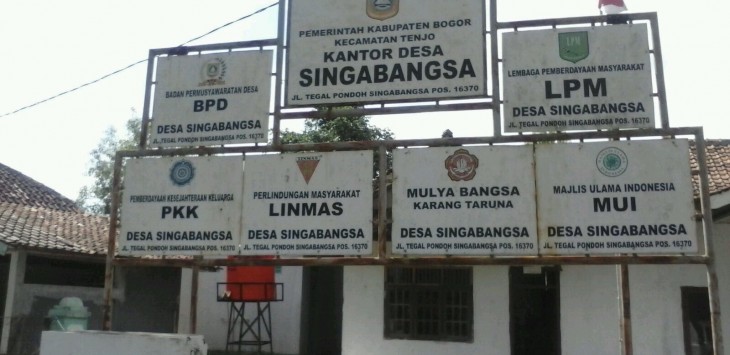 PEMERINTAH KABUPATEN BOGOR
KECAMATAN TENJO
KANTOR DESA
SINGABANGSA
JL. TEGAL PONDOH SINGABANGSA POS. 16370
BADAN PERMUSYAWARATAN DESA
BPD
DESA SINGABANGSA
JL. TEGAL PONDOH SINGABANGSA POS. 16370
LPM
LEMBAGA PEMBERDAYAAN MASYARAKAT
LPM
DESA SINGABANGSA
JL. TEGAL PONDOH SINGABANGSA POS. 16370
PEMBERDAYAAN KESEJAHTERAAN KELUARGA
PKK
DESA SINGABANGSA
JL. TEGAL PONDOH SINGABANGSA POS. 16370
PERLINDUNGAN MASYARAKAT
LINMAS
DESA SINGABANGSA
JL. TEGAL PONDOH SINGABANGSA POS. 16370
MULYA BANGSA
KARANG TARUNA
DESA SINGABANGSA
JL. TEGAL PONDOH SINGABANGSA POS. 16370
MAJLIS ULAMA INDONESIA
MUI
DESA SINGABANGSA
JL. TEGAL PONDOH SINGABANGSA POS. 16370